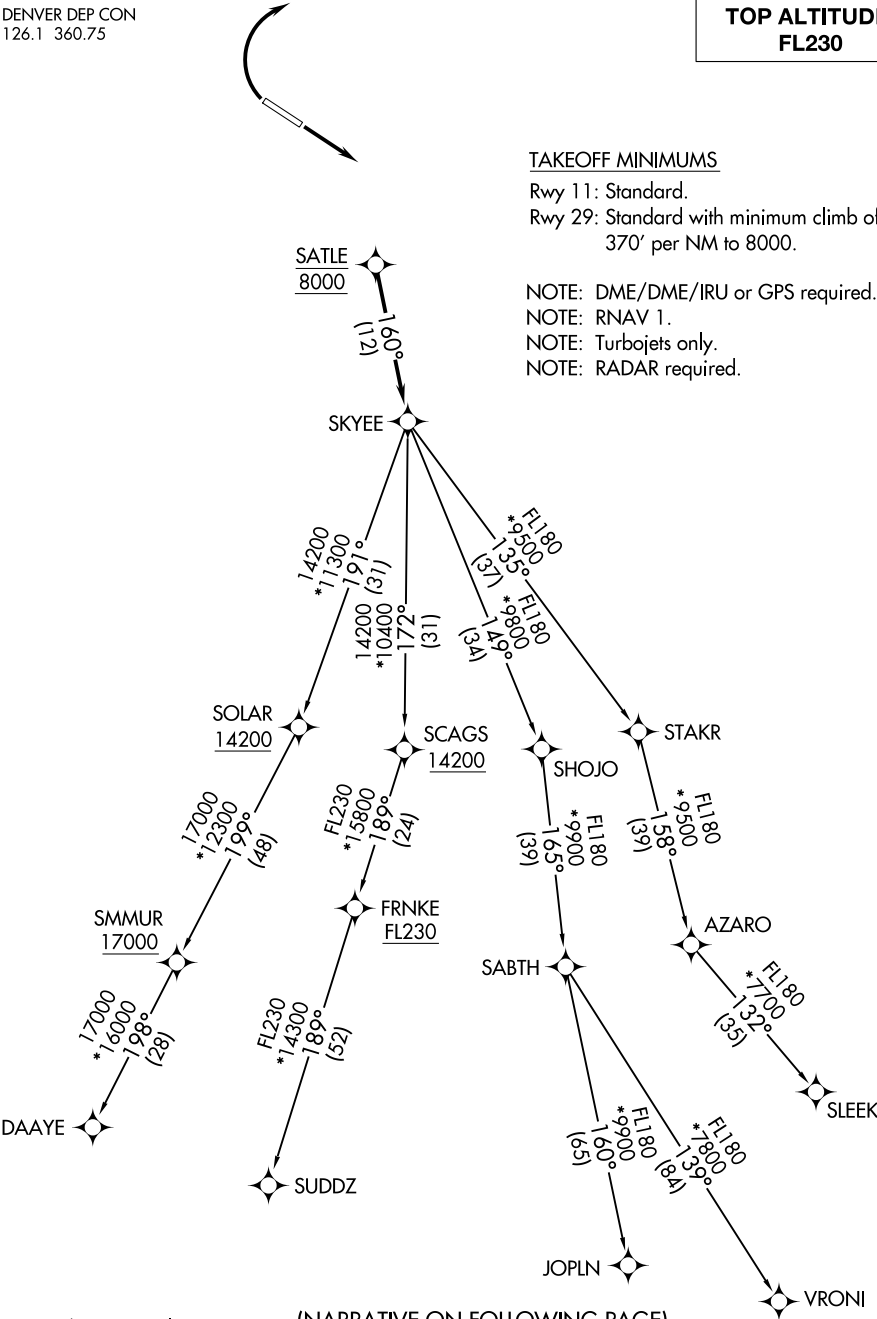 DENVER DEP CON
126.1 360.75
TOP ALTITUD
FL230
TAKEOFF MINIMUMS
Rwy 11: Standard.
Rwy 29: Standard with minimum climb of
370' per NM to 8000.
NOTE: DME/DME/IRU or GPS required.
NOTE: RNAV 1.
NOTE: Turbojets only.
NOTE: RADAR required.
SATLE
8000
160°
(12)
SKYEE
14200
*11300
191°
(31)
14200
*10400
172°
(31)
FL180
*9800
149°
(34)
FL180
*9500
135°
(37)
SOLAR
14200
SCAGS
14200
SHOJO
STAKR
17000
*12300
199°
(48)
FL230
*15800
189°
(24)
FL180
*9900
165°
(39)
FL180
*9500
158°
(39)
SMMUR
17000
FRNKE
FL230
SABTH
AZARO
17000
*16000
198°
(28)
FL230
*14300
189°
(52)
FL180
*9900
160°
(65)
FL180
*7800
139°
(84)
FL180
*7700
132°
(35)
DAAYE
SUDDZ
JOPLN
VRONI
SLEEK
(NARRATIVE ON FOLLOWING PAGE)